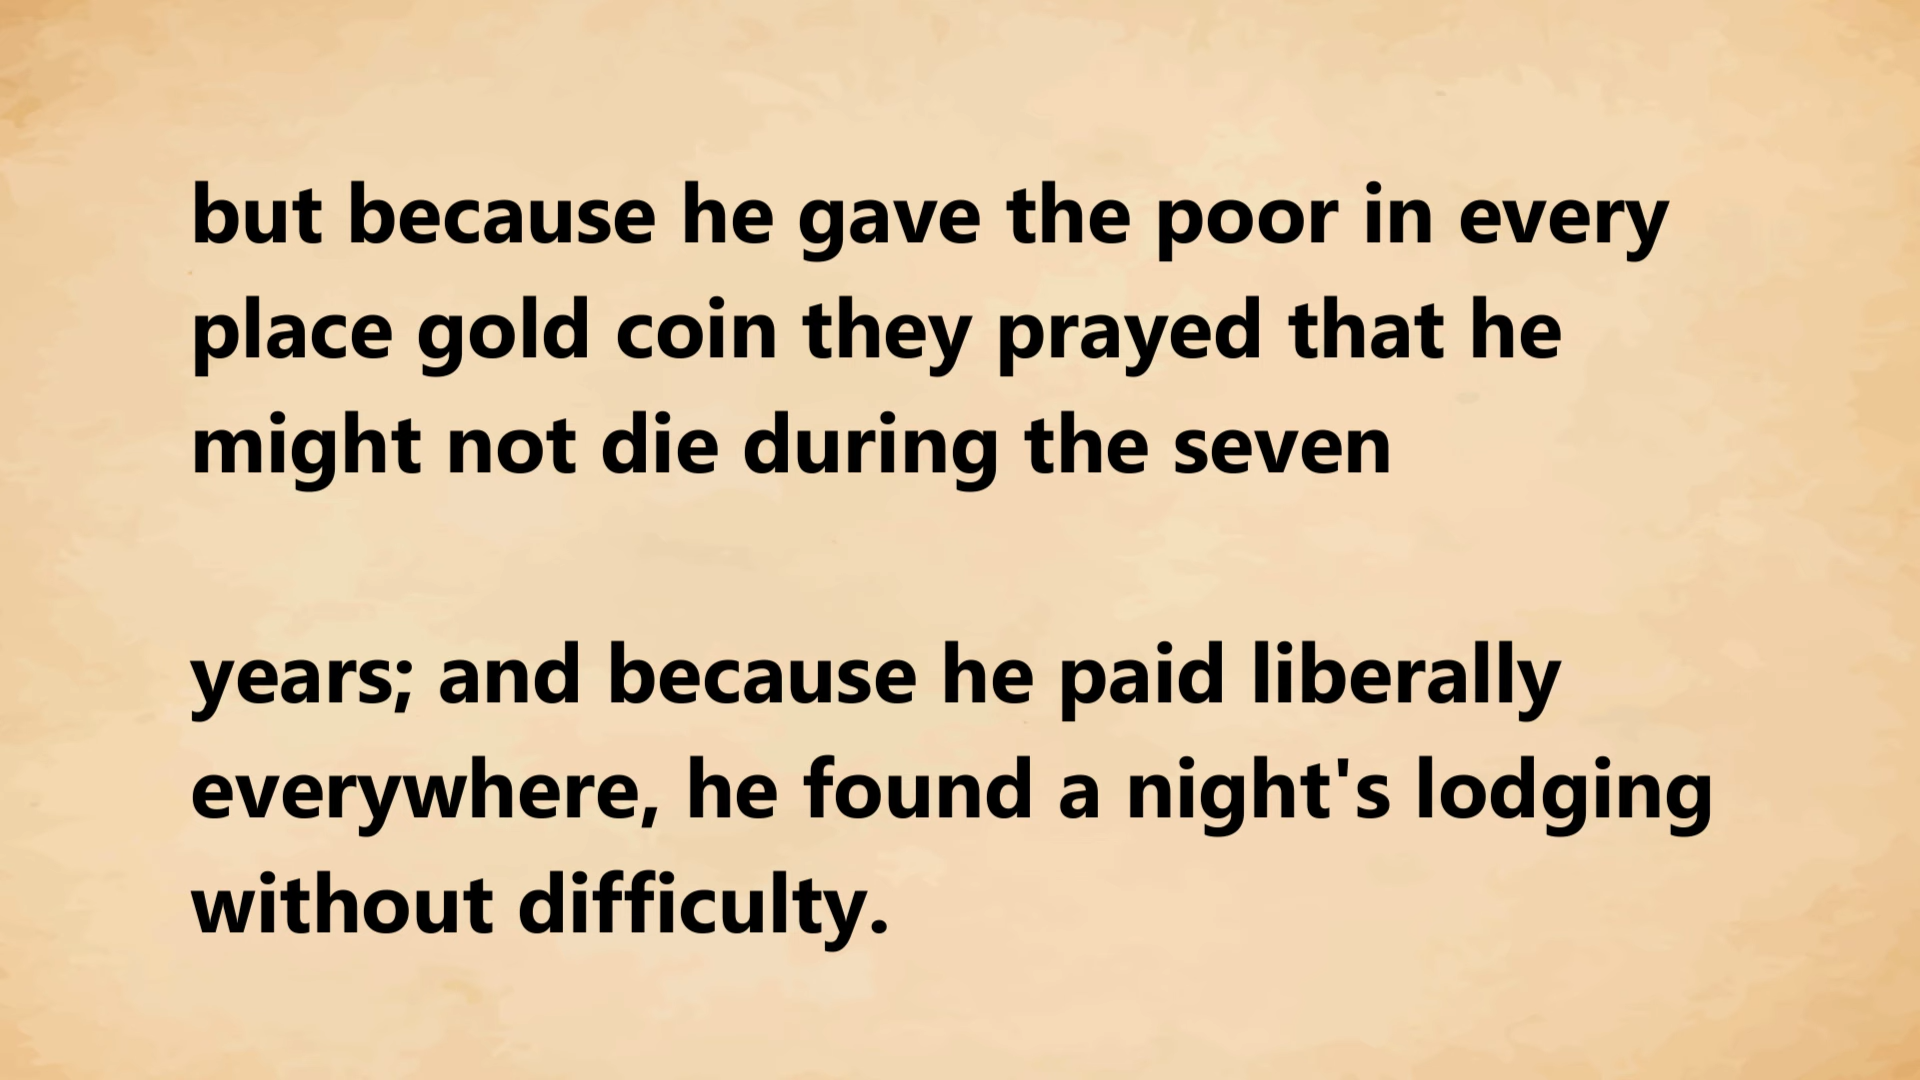 but because he gave the poor in every
place gold coin they prayed that he
might not die during the seven
years; and because he paid liberally
everywhere, he found a night's lodging
without difficulty.